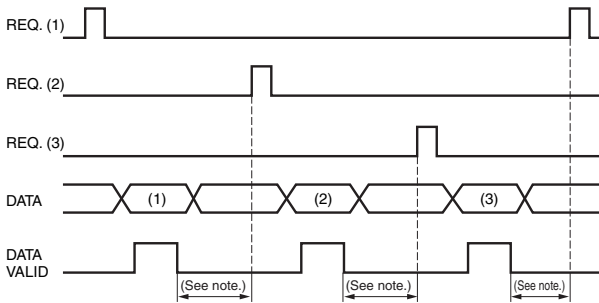 REQ. (1)
REQ. (2)
REQ. (3)
DATA
(1)
(2)
(3)
DATA
VALID
(See note.)
(See note.)
(See note.)